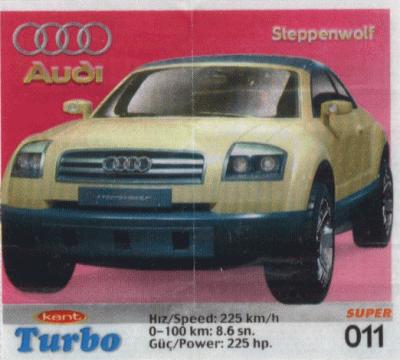 Steppenwolf
Audi
kent
Turbo
Hız/Speed: 225 km/h
0-100 km: 8.6 sn.
Güç/Power: 225 hp.
SUPER
011